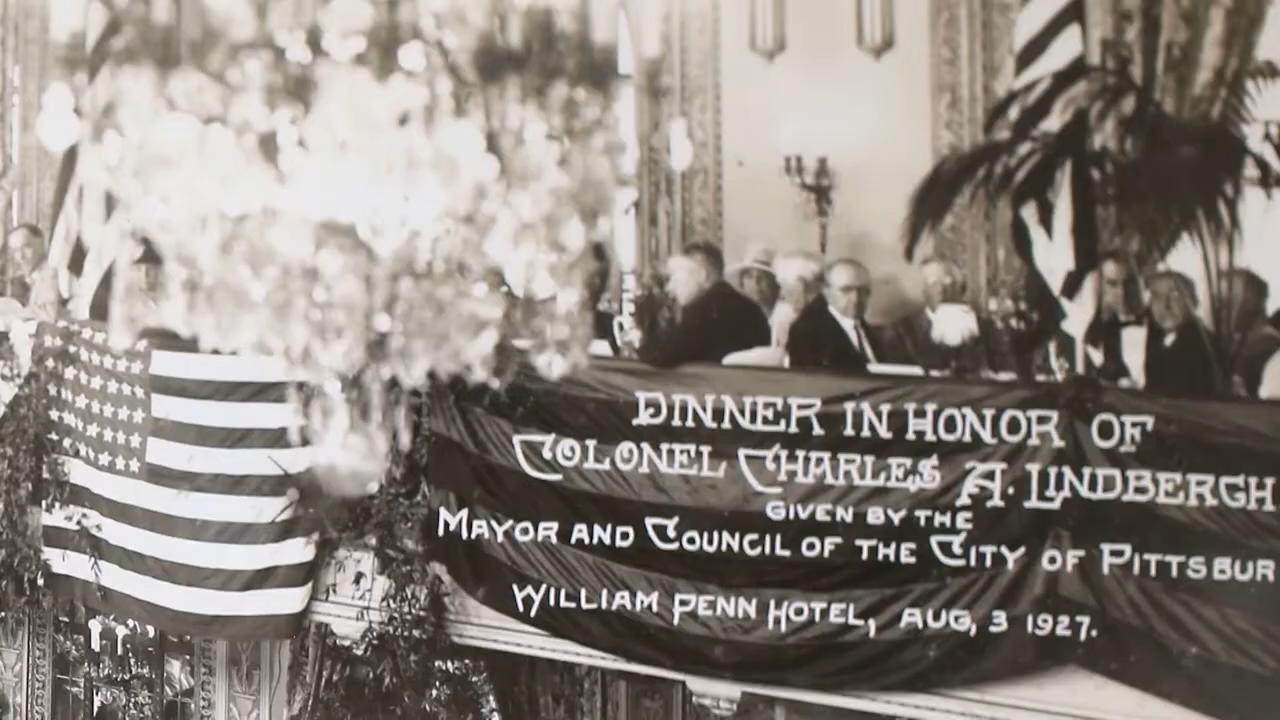 DINNER IN HONOR OF
COLONEL CHARLES A. LINDBERGH
GIVEN BY THE
MAYOR AND COUNCIL OF THE CITY OF PITTSBUR
WILLIAM PENN HOTEL, AUG, 3 1927.